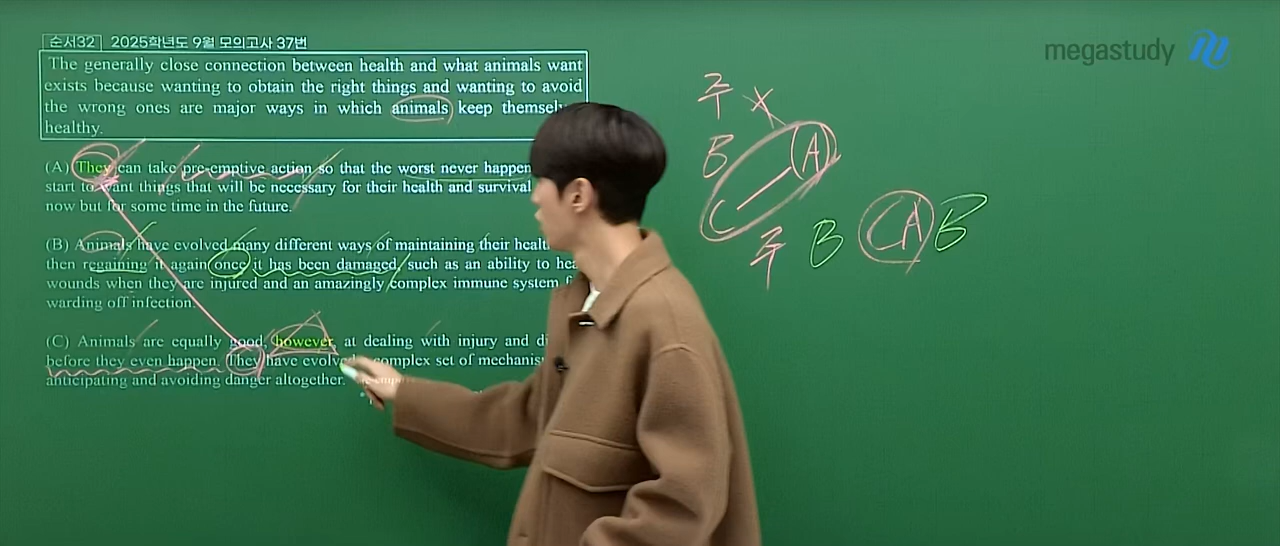 순서32 2025학년도 9월 모의고사 37번
megastudy
The generally close connection between health and what animals want
exists because wanting to obtain the right things and wanting to avoid
the wrong ones are major ways in which animals keep
healthy.
(A) They can take pre-emptive action so that the worst never
start to want things that will be necessary for their health and survival
now but for some time in the future.
(B) Animals have evolved many different ways of maintaining their
then regaining it again once it has been damaged, such as an ability to
wounds when they are injured and an amazingly complex immune system
warding off infection.
(C) Animals are equally good, however, at dealing with injury and
before they even happen. They have evolved complex set of
anticipating and avoiding danger altogether.
주
B A
C
주 B CA B